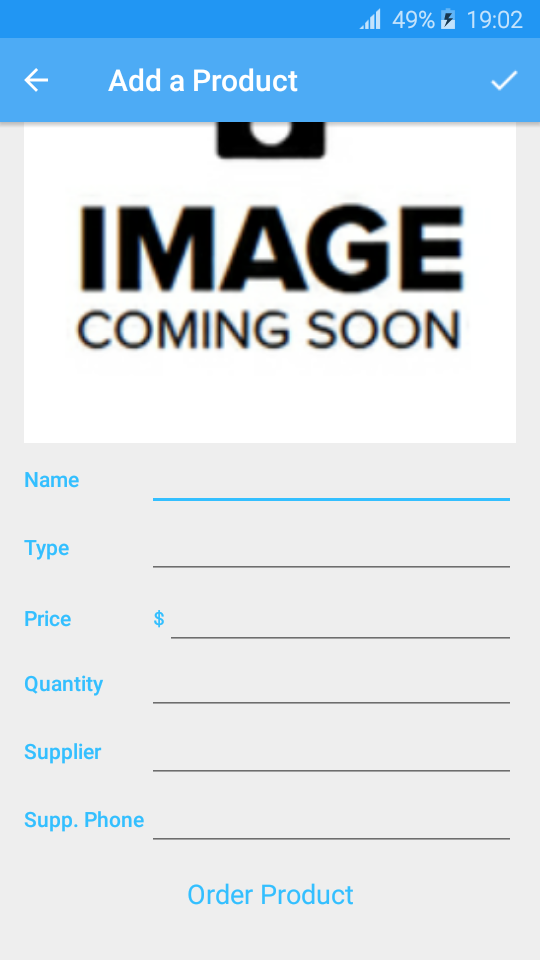 49% 19:02
Add a Product
IMAGE
COMING SOON
Name
Type
Price $
Quantity
Supplier
Supp. Phone
Order Product